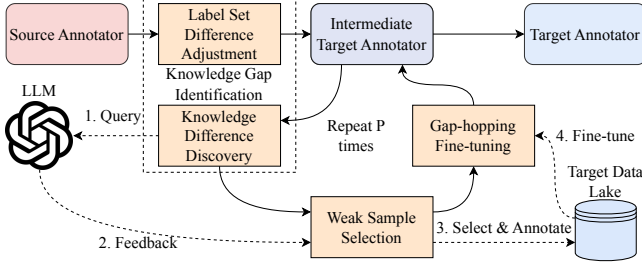 Source Annotator
Label Set
Difference
Adjustment
Intermediate
Target Annotator
Target Annotator
Knowledge Gap
Identification
LLM
1. Query
Knowledge
Difference
Discovery
Repeat P
times
Gap-hopping
Fine-tuning
4. Fine-tune
Target Data
Lake
Weak Sample
Selection
2. Feedback
3. Select & Annotate